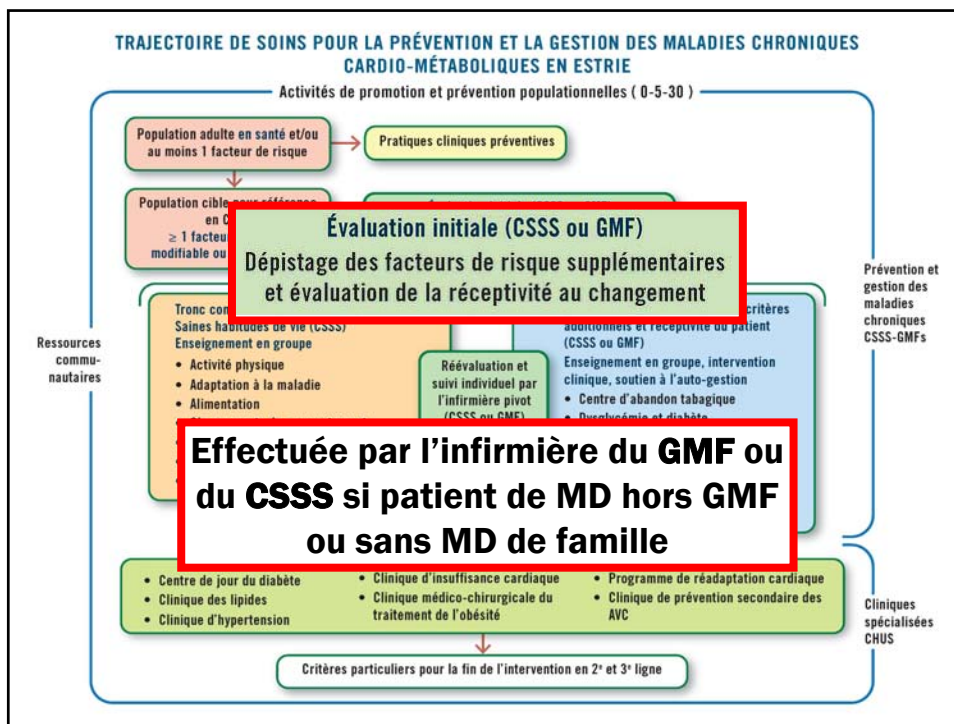 TRAJECTOIRE DE SOINS POUR LA PRÉVENTION ET LA GESTION DES MALADIES CHRONIQUES
CARDIO-MÉTABOLIQUES EN ESTRIE
Activités de promotion et prévention populationnelles ( 0-5-30 )
Population adulte en santé et/ou
au moins 1 facteur de risque
Pratiques cliniques préventives
Population cible pour référence
en
≥ 1 facteur
modifiable ou
Évaluation initiale (CSSS ou GMF)
Dépistage des facteurs de risque supplémentaires
et évaluation de la réceptivité au changement
Prévention et
gestion des
maladies
chroniques
CSSS-GMFs
Ressources
commu-
nautaires
Tronc
Saines habitudes de vie (CSSS)
Enseignement en groupe
• Activité physique
• Adaptation à la maladie
• Alimentation
Réévaluation et
suivi individuel par
l'infirmière pivot
(CSSS ou GMF)
critères
additionnels et réceptivité du patient
(CSSS ou GMF)
Enseignement en groupe, intervention
clinique, soutien à l'auto-gestion
• Centre d'abandon tabagique
• Dysglycémie et diabète
Effectuée par l'infirmière du GMF ou
du CSSS si patient de MD hors GMF
ou sans MD de famille
• Centre de jour du diabète
• Clinique des lipides
• Clinique d'hypertension
• Clinique d'insuffisance cardiaque
• Clinique médico-chirurgicale du
traitement de l'obésité
• Programme de réadaptation cardiaque
• Clinique de prévention secondaire des
AVC
Cliniques
spécialisées
CHUS
Critères particuliers pour la fin de l'intervention en 2e et 3e ligne